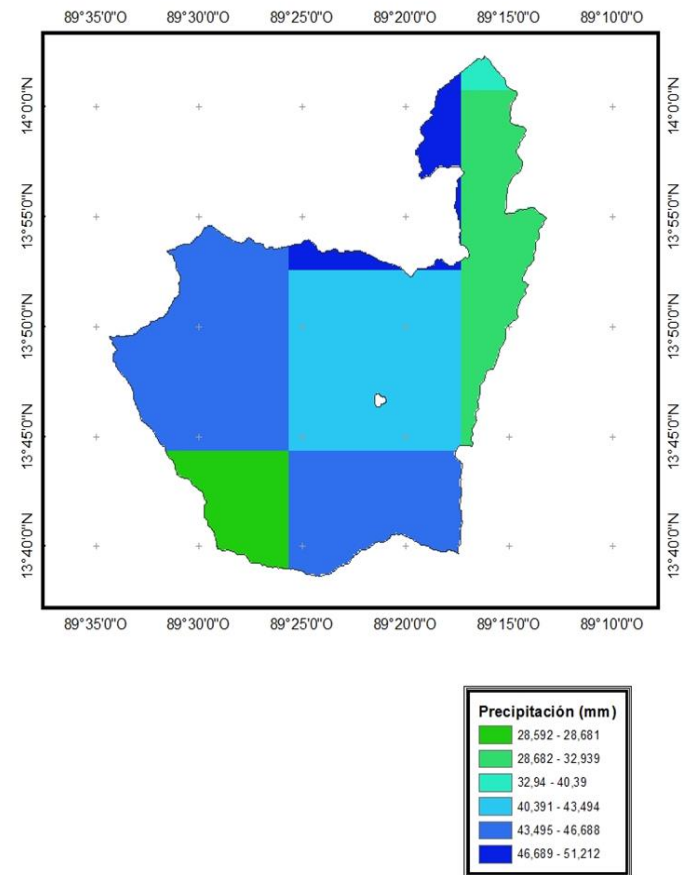 89°35'0"O 89°30'0"O 89°25'0"O 89°20'0"O 89°15'0"O 89°10'0"O
14°0'0"N 14°0'0"N
13°55'0"N 13°55'0"N
13°50'0"N 13°50'0"N
13°45'0"N 13°45'0"N
13°40'0"N 13°40'0"N
89°35'0"O 89°30'0"O 89°25'0"O 89°20'0"O 89°15'0"O 89°10'0"O
Precipitación (mm)
28,592 - 28,681
28,682 - 32,939
32,94 - 40,39
40,391 - 43,494
43,495 - 46,688
46,689 - 51,212